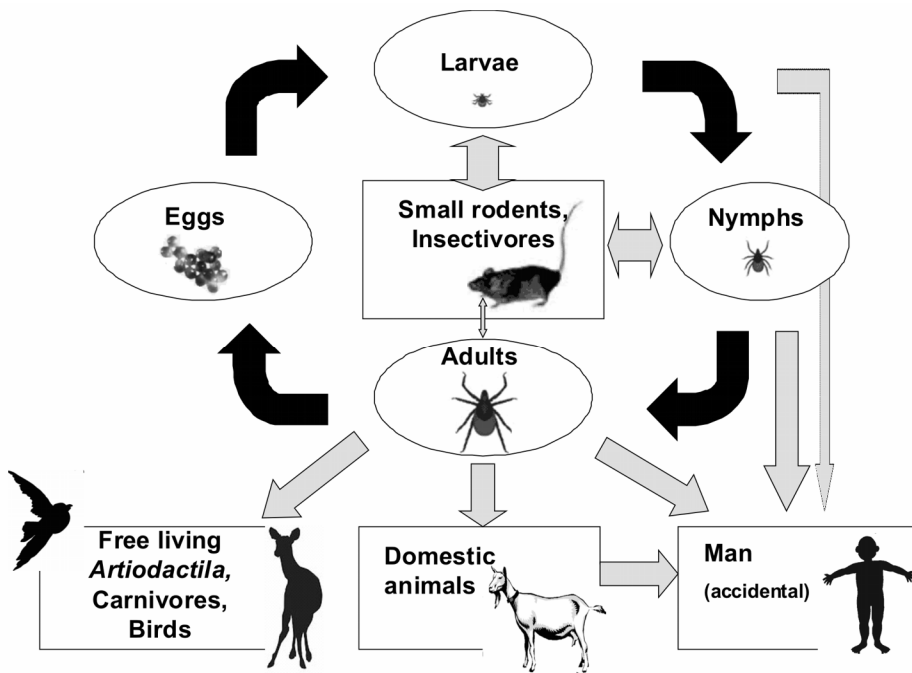 Larvae
Eggs
Small rodents,
Insectivores
Nymphs
Adults
Free living
Artiodactila,
Carnivores,
Birds
Domestic
animals
Man
(accidental)